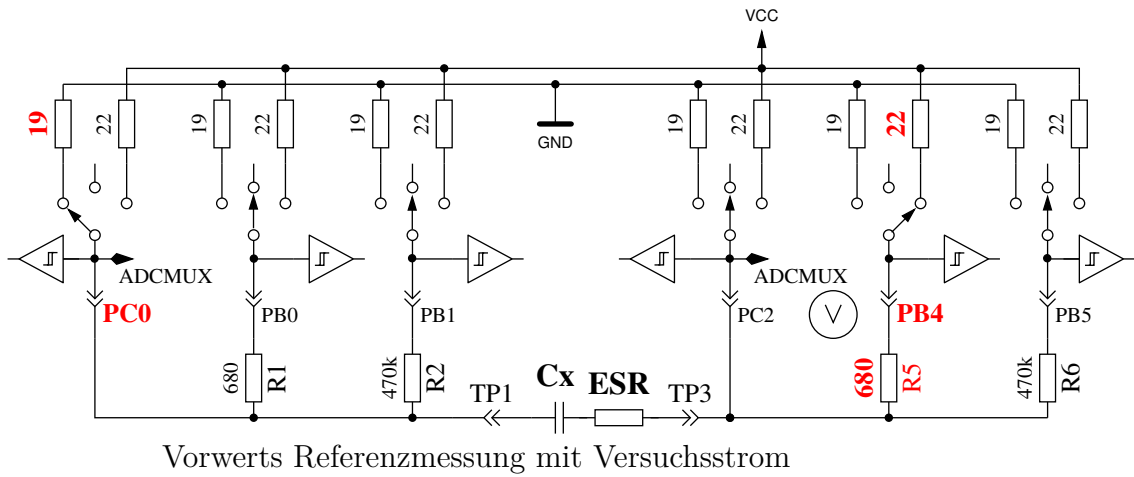 VCC
19 22 19 22 19 22 19 22 19 22 19 22
GND
ADCMUX ADCMUX
PC0 PB0 PB1 PC2 V PB4 PB5
680 R1 470k R2 680 R5 470k R6
TP1 Cx ESR TP3
Vorwerts Referenzmessung mit Versuchsstrom